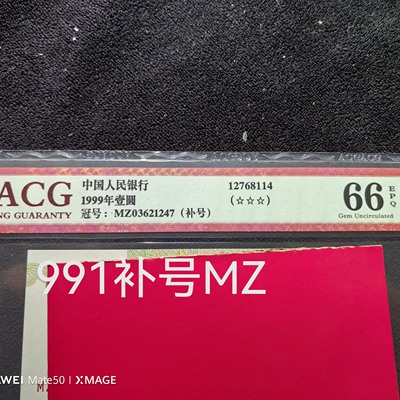 ACG
NG GUARANTY
中国人民银行
1999年壹圆
冠号: MZ03621247 (补号)
12768114
(☆☆☆)
66 EPQ
Gem Uncirculated
991补号MZ
AWEI Mate50 | XMAGE